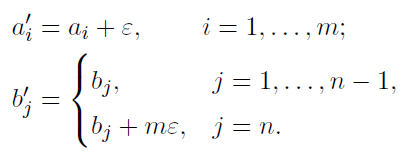 a′ᵢ = aᵢ + ε, i = 1, . . . , m;
b′ⱼ = { bⱼ, j = 1, . . . , n − 1,
bⱼ + mε, j = n.